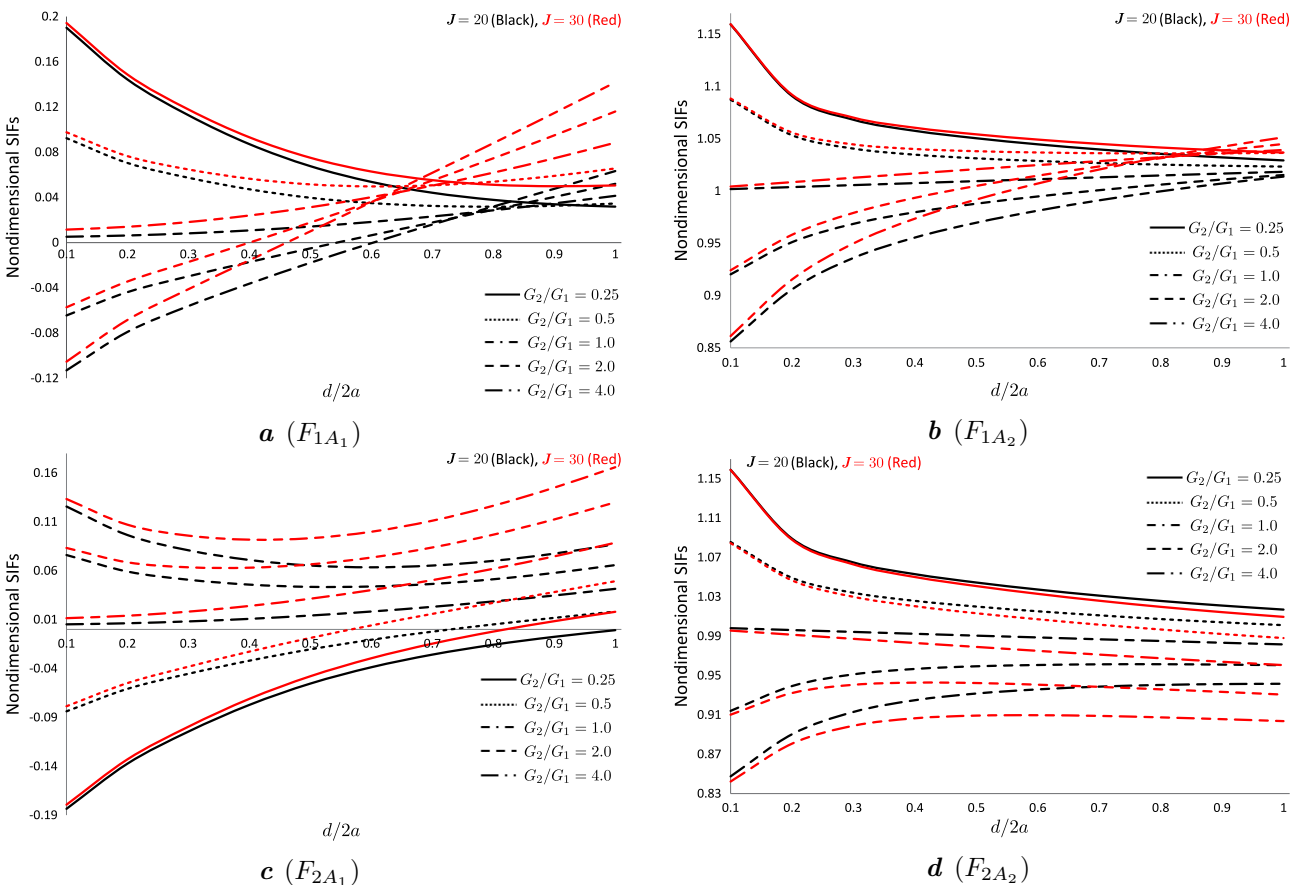 J = 20 (Black), J = 30 (Red)
Nondimensional SIFs
0.2
0.16
0.12
0.08
0.04
0
-0.04
-0.08
-0.12
0.1 0.2 0.3 0.4 0.5 0.6 0.7 0.8 0.9 1
G₂/G₁ = 0.25
G₂/G₁ = 0.5
G₂/G₁ = 1.0
G₂/G₁ = 2.0
G₂/G₁ = 4.0
d/2a
a (F₁A₁)
J = 20 (Black), J = 30 (Red)
Nondimensional SIFs
1.15
1.1
1.05
1
0.95
0.9
0.85
G₂/G₁ = 0.25
G₂/G₁ = 0.5
G₂/G₁ = 1.0
G₂/G₁ = 2.0
G₂/G₁ = 4.0
0.1 0.2 0.3 0.4 0.5 0.6 0.7 0.8 0.9 1
d/2a
b (F₁A₂)
J = 20 (Black), J = 30 (Red)
Nondimensional SIFs
0.16
0.11
0.06
0.01
-0.04
-0.09
-0.14
-0.19
0.1 0.2 0.3 0.4 0.5 0.6 0.7 0.8 0.9 1
G₂/G₁ = 0.25
G₂/G₁ = 0.5
G₂/G₁ = 1.0
G₂/G₁ = 2.0
G₂/G₁ = 4.0
d/2a
c (F₂A₁)
J = 20 (Black), J = 30 (Red)
Nondimensional SIFs
1.15
1.11
1.07
1.03
0.99
0.95
0.91
0.87
0.83
G₂/G₁ = 0.25
G₂/G₁ = 0.5
G₂/G₁ = 1.0
G₂/G₁ = 2.0
G₂/G₁ = 4.0
0.1 0.2 0.3 0.4 0.5 0.6 0.7 0.8 0.9 1
d/2a
d (F₂A₂)